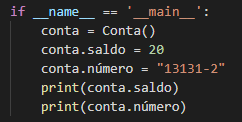 if __name__ == '__main__':
    conta = Conta()
    conta.saldo = 20
    conta.número = "13131-2"
    print(conta.saldo)
    print(conta.número)